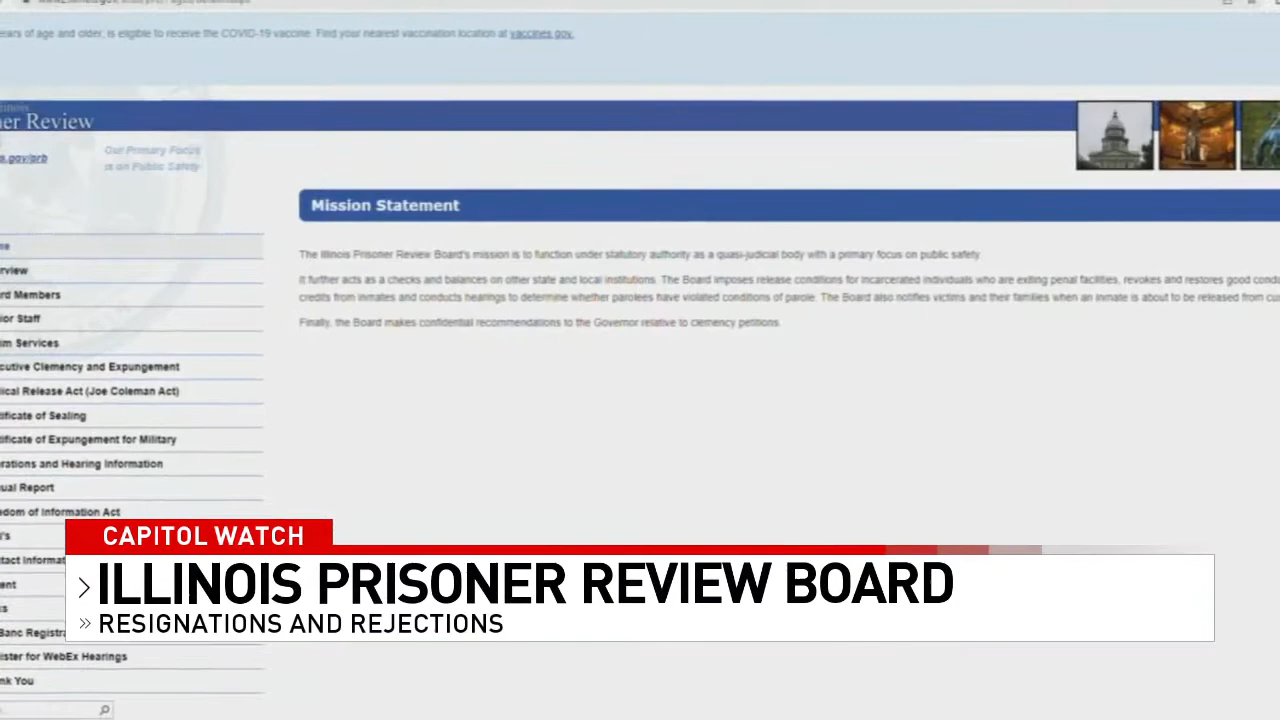 ears of age and older, is eligible to receive the COVID-19 vaccine. Find your nearest vaccination location at vaccines.gov.
er Review
s.gov/prb
Our Primary Focus
is on Public Safety
Mission Statement
The Illinois Prisoner Review Board's mission is to function under statutory authority as a quasi-judicial body with a primary focus on public safety.
It further acts as a checks and balances on other state and local institutions. The Board imposes release conditions for incarcerated individuals who are exiting penal facilities, revokes and restores good cond
credits from inmates and conducts hearings to determine whether parolees have violated conditions of parole. The Board also notifies victims and their families when an inmate is about to be released from cu
Finally, the Board makes confidential recommendations to the Governor relative to clemency petitions.
me
rview
rd Members
ior Staff
im Services
cutive Clemency and Expungement
ical Release Act (Joe Coleman Act)
ificate of Sealing
ificate of Expungement for Military
rations and Hearing Information
ual Report
dom of Information Act
's
tact Informat
ent
s
Banc Registra
ister for WebEx Hearings
nk You
CAPITOL WATCH
ILLINOIS PRISONER REVIEW BOARD
RESIGNATIONS AND REJECTIONS